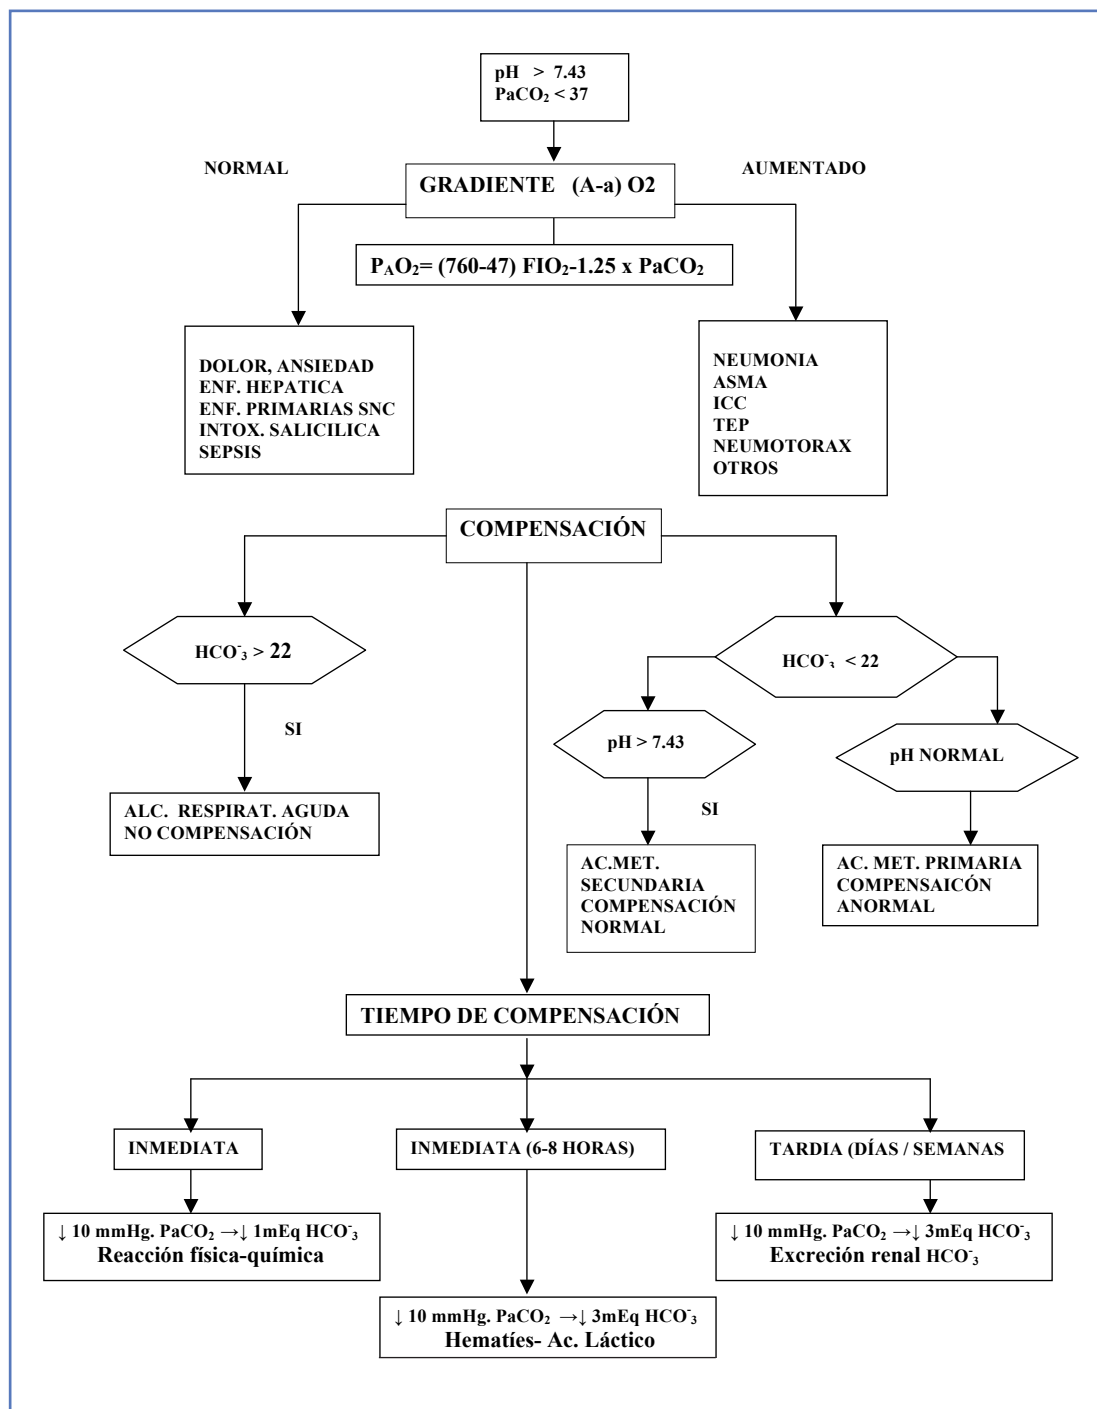 pH > 7.43
PaCO₂ < 37
NORMAL
AUMENTADO
GRADIENTE (A-a) O2
PAO₂= (760-47) FIO₂-1.25 x PaCO₂
DOLOR, ANSIEDAD
ENF. HEPATICA
ENF. PRIMARIAS SNC
INTOX. SALICILICA
SEPSIS
NEUMONIA
ASMA
ICC
TEP
NEUMOTORAX
OTROS
COMPENSACIÓN
HCO⁻₃ > 22
HCO⁻₃ < 22
SI
pH > 7.43
pH NORMAL
ALC. RESPIRAT. AGUDA
NO COMPENSACIÓN
SI
AC.MET.
SECUNDARIA
COMPENSACIÓN
NORMAL
AC. MET. PRIMARIA
COMPENSAICÓN
ANORMAL
TIEMPO DE COMPENSACIÓN
INMEDIATA
INMEDIATA (6-8 HORAS)
TARDIA (DÍAS / SEMANAS
↓ 10 mmHg. PaCO₂ →↓ 1mEq HCO⁻₃
Reacción física-química
↓ 10 mmHg. PaCO₂ →↓ 3mEq HCO⁻₃
Excreción renal HCO⁻₃
↓ 10 mmHg. PaCO₂ →↓ 3mEq HCO⁻₃
Hematíes- Ac. Láctico